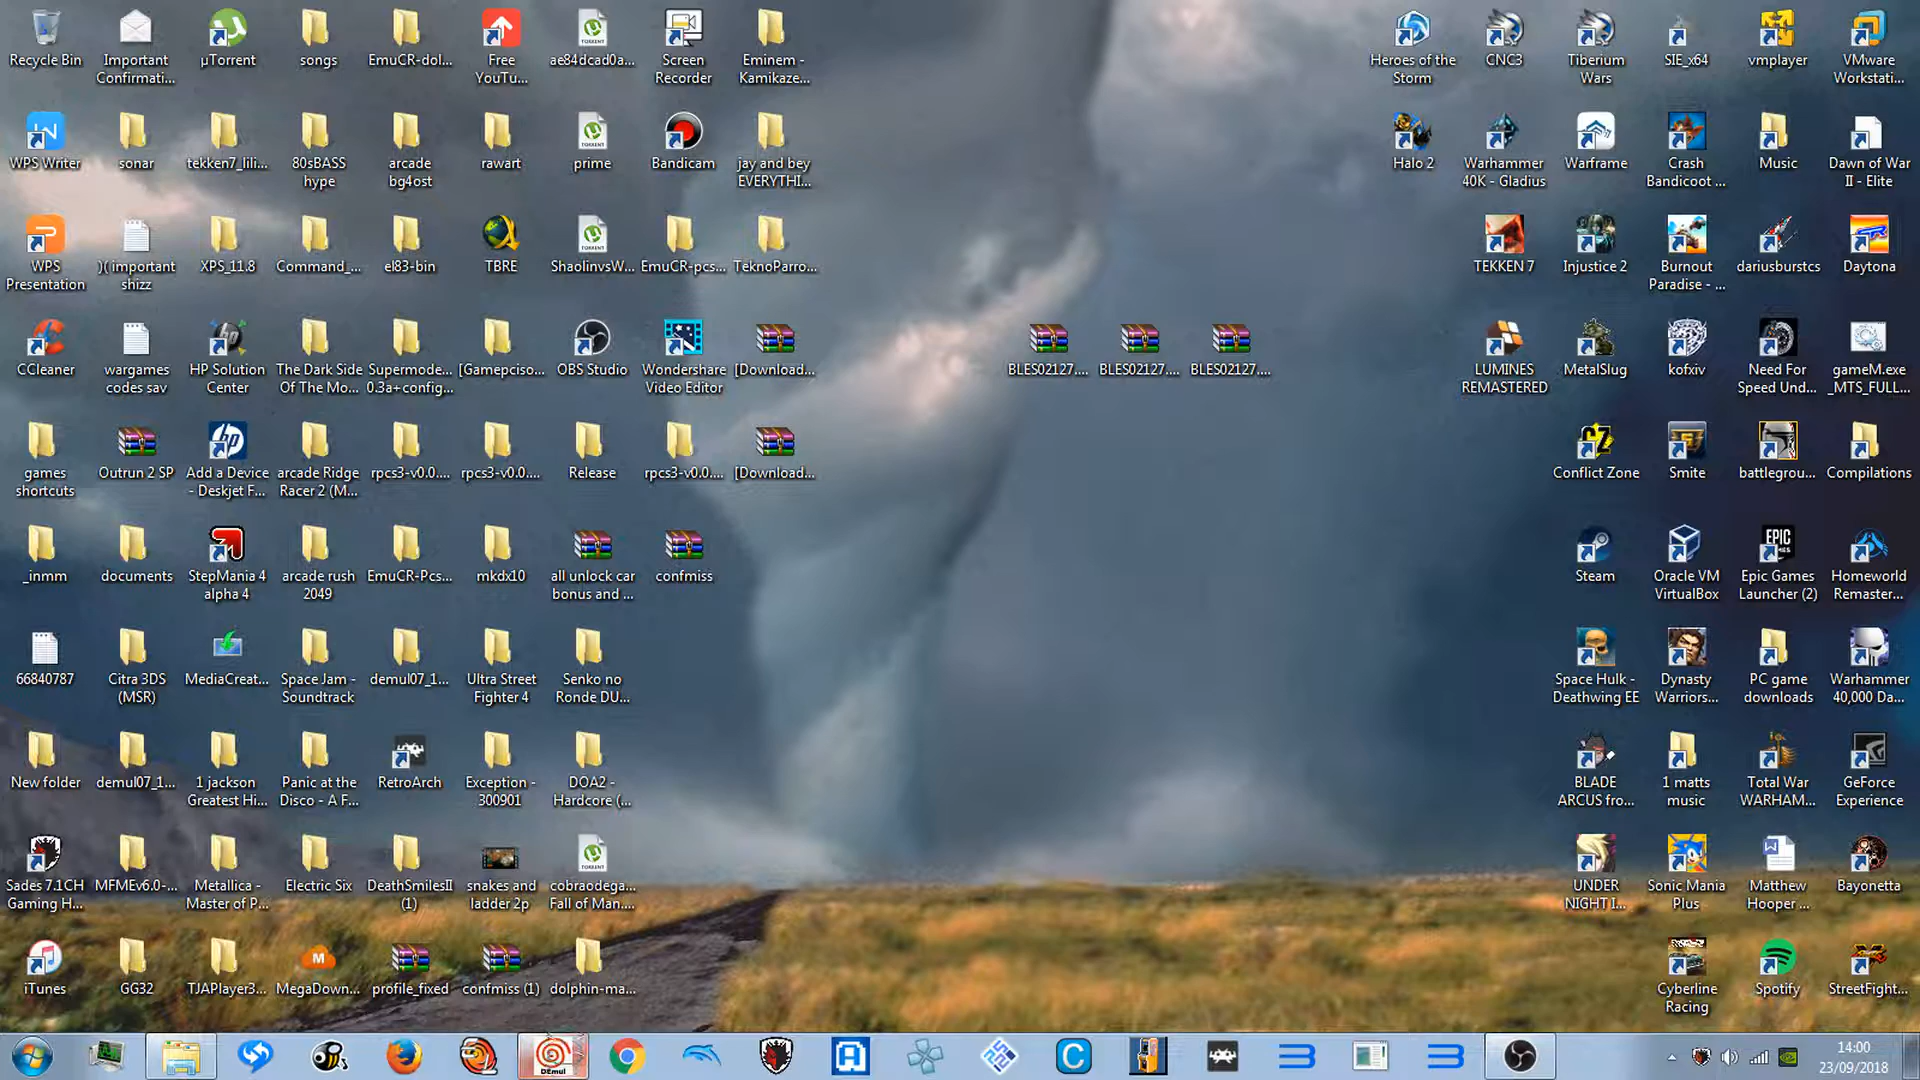 Recycle Bin
Important Confirmati...
µTorrent
songs
EmuCR-dol...
Free YouTu...
ae84dcad0a...
Screen Recorder
Eminem - Kamikaze...
Heroes of the Storm
CNC3
Tiberium Wars
SIE_x64
vmplayer
VMware Workstati...
WPS Writer
sonar
tekken7_lili...
80sBASS hype
arcade bg4ost
rawart
prime
Bandicam
jay and bey EVERYTHI...
Halo 2
Warhammer 40K - Gladius
Warframe
Crash Bandicoot ...
Music
Dawn of War II - Elite
WPS Presentation
)( important shizz
XPS_11.8
Command_...
el83-bin
TBRE
ShaolinvsW...
EmuCR-pcs...
TeknoParro...
TEKKEN 7
Injustice 2
Burnout Paradise - ...
dariusburstcs
Daytona
CCleaner
wargames codes sav
HP Solution Center
The Dark Side Of The Mo...
Supermode... 0.3a+config...
[Gamepciso...
OBS Studio
Wondershare Video Editor
[Download...
BLES02127....
BLES02127....
BLES02127....
LUMINES REMASTERED
MetalSlug
kofxiv
Need For Speed Und...
gameM.exe _MTS_FULL...
games shortcuts
Outrun 2 SP
Add a Device - Deskjet F...
arcade Ridge Racer 2 (M...
rpcs3-v0.0....
rpcs3-v0.0....
Release
rpcs3-v0.0....
[Download...
Conflict Zone
Smite
battlegrou...
Compilations
_inmm
documents
StepMania 4 alpha 4
arcade rush 2049
EmuCR-Pcs...
mkdx10
all unlock car bonus and ...
confmiss
Steam
Oracle VM VirtualBox
EPIC GAMES
Epic Games Launcher (2)
Homeworld Remaster...
66840787
Citra 3DS (MSR)
MediaCreat...
Space Jam - Soundtrack
demul07_1...
Ultra Street Fighter 4
Senko no Ronde DU...
Space Hulk - Deathwing EE
Dynasty Warriors...
PC game downloads
Warhammer 40,000 Da...
New folder
demul07_1...
1 jackson Greatest Hi...
Panic at the Disco - A F...
RetroArch
Exception - 300901
DOA2 - Hardcore (...
BLADE ARCUS fro...
1 matts music
Total War WARHAM...
GeForce Experience
Sades 7.1CH Gaming H...
MFMEv6.0-...
Metallica - Master of P...
Electric Six
DeathSmilesII (1)
snakes and ladder 2p
cobraodega... Fall of Man....
UNDER NIGHT I...
Sonic Mania Plus
Matthew Hooper ...
Bayonetta
iTunes
GG32
TJAPlayer3...
MegaDown...
profile_fixed
confmiss (1)
dolphin-ma...
Cyberline Racing
Spotify
StreetFight...
DEmul
14:00
23/09/2018